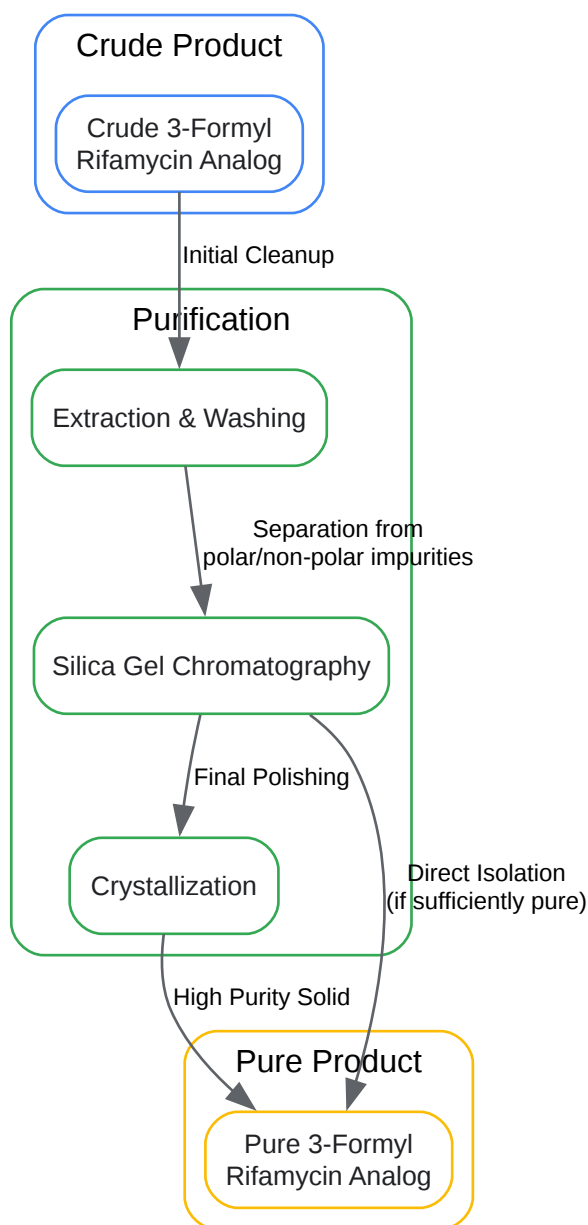 Crude Product
Crude 3-Formyl
Rifamycin Analog
Initial Cleanup
Purification
Extraction & Washing
Separation from
polar/non-polar impurities
Silica Gel Chromatography
Final Polishing
Direct Isolation
(if sufficiently pure)
Crystallization
High Purity Solid
Pure Product
Pure 3-Formyl
Rifamycin Analog